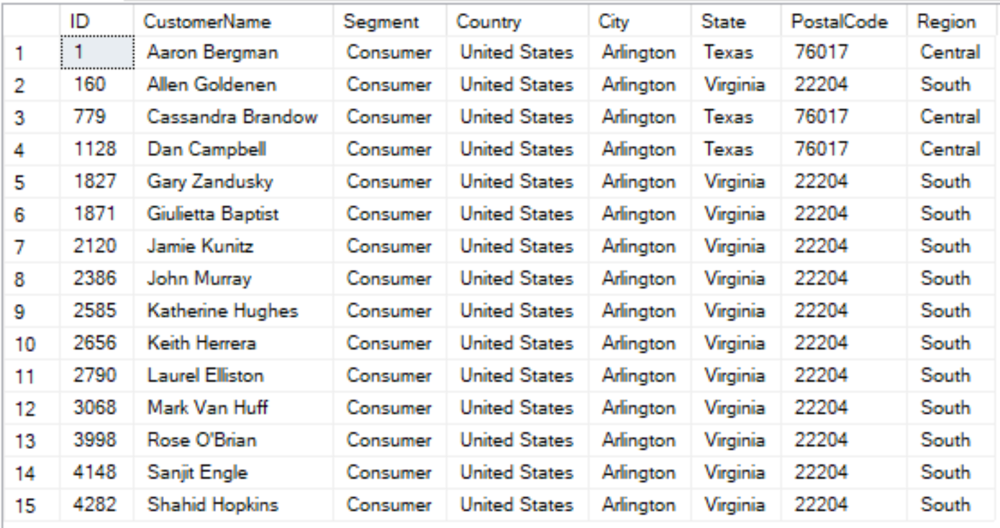 ID CustomerName Segment Country City State PostalCode Region
1 1 Aaron Bergman Consumer United States Arlington Texas 76017 Central
2 160 Allen Goldenen Consumer United States Arlington Virginia 22204 South
3 779 Cassandra Brandow Consumer United States Arlington Texas 76017 Central
4 1128 Dan Campbell Consumer United States Arlington Texas 76017 Central
5 1827 Gary Zandusky Consumer United States Arlington Virginia 22204 South
6 1871 Giulietta Baptist Consumer United States Arlington Virginia 22204 South
7 2120 Jamie Kunitz Consumer United States Arlington Virginia 22204 South
8 2386 John Murray Consumer United States Arlington Virginia 22204 South
9 2585 Katherine Hughes Consumer United States Arlington Virginia 22204 South
10 2656 Keith Herrera Consumer United States Arlington Virginia 22204 South
11 2790 Laurel Elliston Consumer United States Arlington Virginia 22204 South
12 3068 Mark Van Huff Consumer United States Arlington Virginia 22204 South
13 3998 Rose O'Brian Consumer United States Arlington Virginia 22204 South
14 4148 Sanjit Engle Consumer United States Arlington Virginia 22204 South
15 4282 Shahid Hopkins Consumer United States Arlington Virginia 22204 South